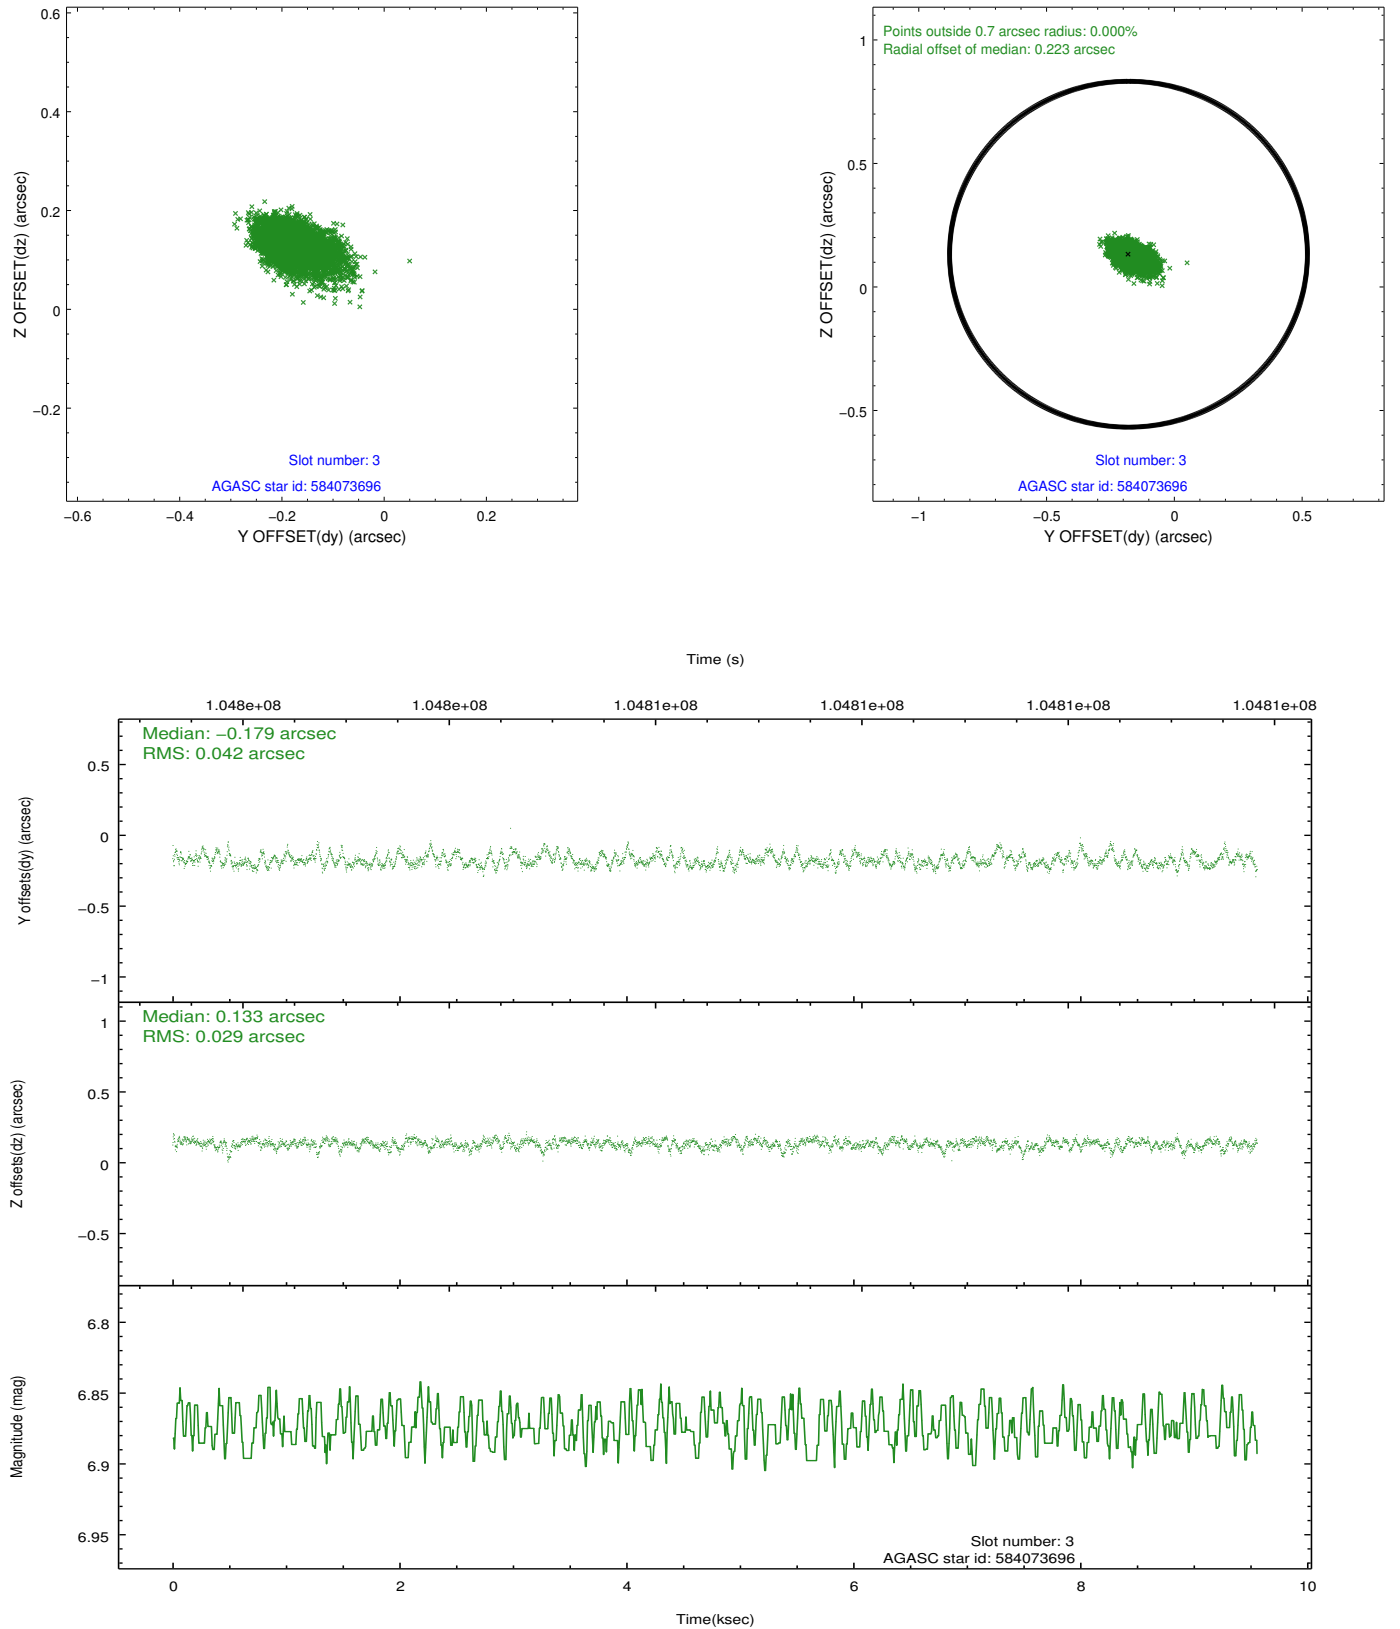 0.6
0.4
0.2
0
−0.2
Z OFFSET(dz) (arcsec)
Slot number: 3
AGASC star id: 584073696
−0.6 −0.4 −0.2 0 0.2
Y OFFSET(dy) (arcsec)
Points outside 0.7 arcsec radius: 0.000%
Radial offset of median: 0.223 arcsec
1
0.5
0
−0.5
Z OFFSET(dz) (arcsec)
Slot number: 3
AGASC star id: 584073696
−1 −0.5 0 0.5
Y OFFSET(dy) (arcsec)
Time (s)
1.048e+08 1.048e+08 1.0481e+08 1.0481e+08 1.0481e+08 1.0481e+08
Median: −0.179 arcsec
RMS: 0.042 arcsec
0.5
0
−0.5
−1
Y offsets(dy) (arcsec)
Median: 0.133 arcsec
RMS: 0.029 arcsec
1
0.5
0
−0.5
Z offsets(dz) (arcsec)
6.8
6.85
6.9
6.95
Magnitude (mag)
Slot number: 3
AGASC star id: 584073696
0 2 4 6 8 10
Time(ksec)